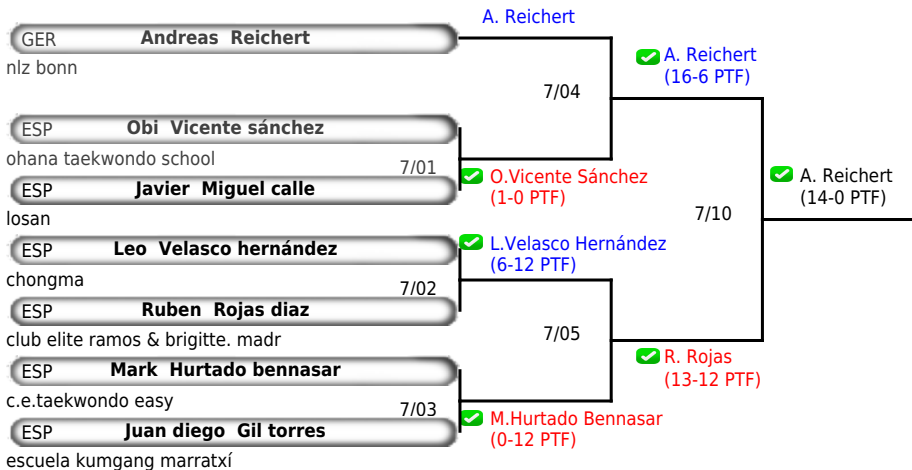 A. Reichert
GER Andreas Reichert
nlz bonn
A. Reichert
(16-6 PTF)
7/04
ESP Obi Vicente sánchez
ohana taekwondo school
7/01
ESP Javier Miguel calle
losan
O.Vicente Sánchez
(1-0 PTF)
A. Reichert
(14-0 PTF)
7/10
ESP Leo Velasco hernández
chongma
L.Velasco Hernández
(6-12 PTF)
7/02
ESP Ruben Rojas diaz
club elite ramos & brigitte. madr
7/05
R. Rojas
(13-12 PTF)
ESP Mark Hurtado bennasar
c.e.taekwondo easy
7/03
ESP Juan diego Gil torres
escuela kumgang marratxí
M.Hurtado Bennasar
(0-12 PTF)